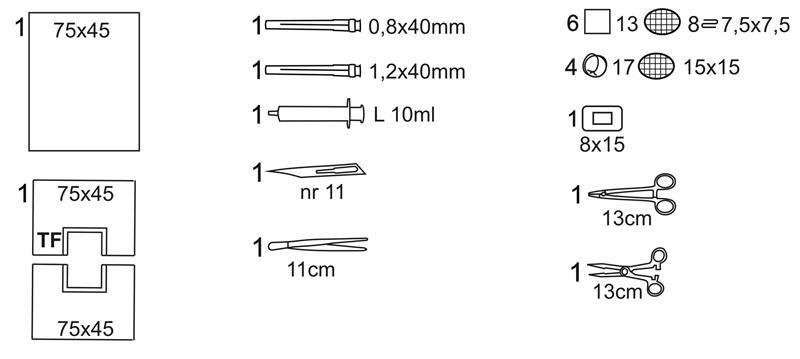 1 75x45
1 75x45
TF
75x45
1 0,8x40mm
1 1,2x40mm
1 L 10ml
1
nr 11
1
11cm
6 13 8 7,5x7,5
4 17 15x15
1
8x15
1
13cm
1
13cm